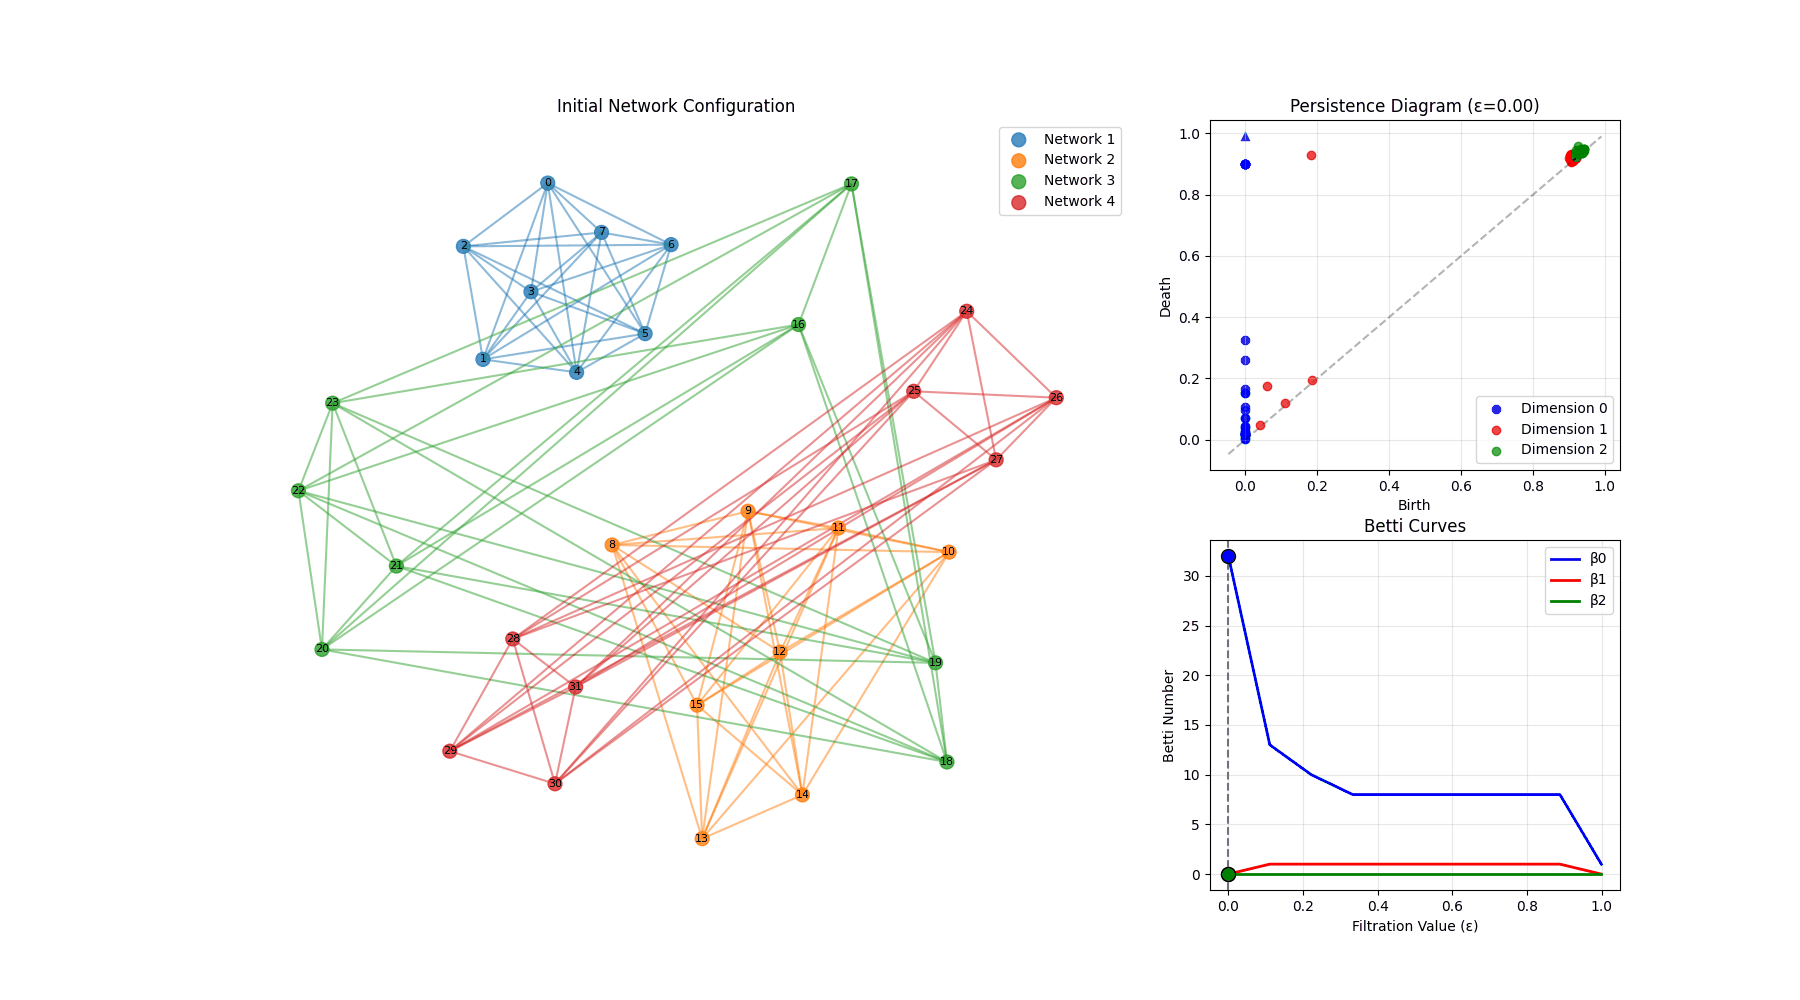 Initial Network Configuration
Network 1
Network 2
Network 3
Network 4
0
17
7
2
6
3
16
24
5
1
4
25
26
23
27
22
9
11
8
10
21
28
20
12
19
31
15
29
18
30
14
13
Persistence Diagram (ε=0.00)
Death
1.0
0.8
0.6
0.4
0.2
0.0
Dimension 0
Dimension 1
Dimension 2
0.0 0.2 0.4 0.6 0.8 1.0
Birth
Betti Curves
Betti Number
30
25
20
15
10
5
0
β0
β1
β2
0.0 0.2 0.4 0.6 0.8 1.0
Filtration Value (ε)